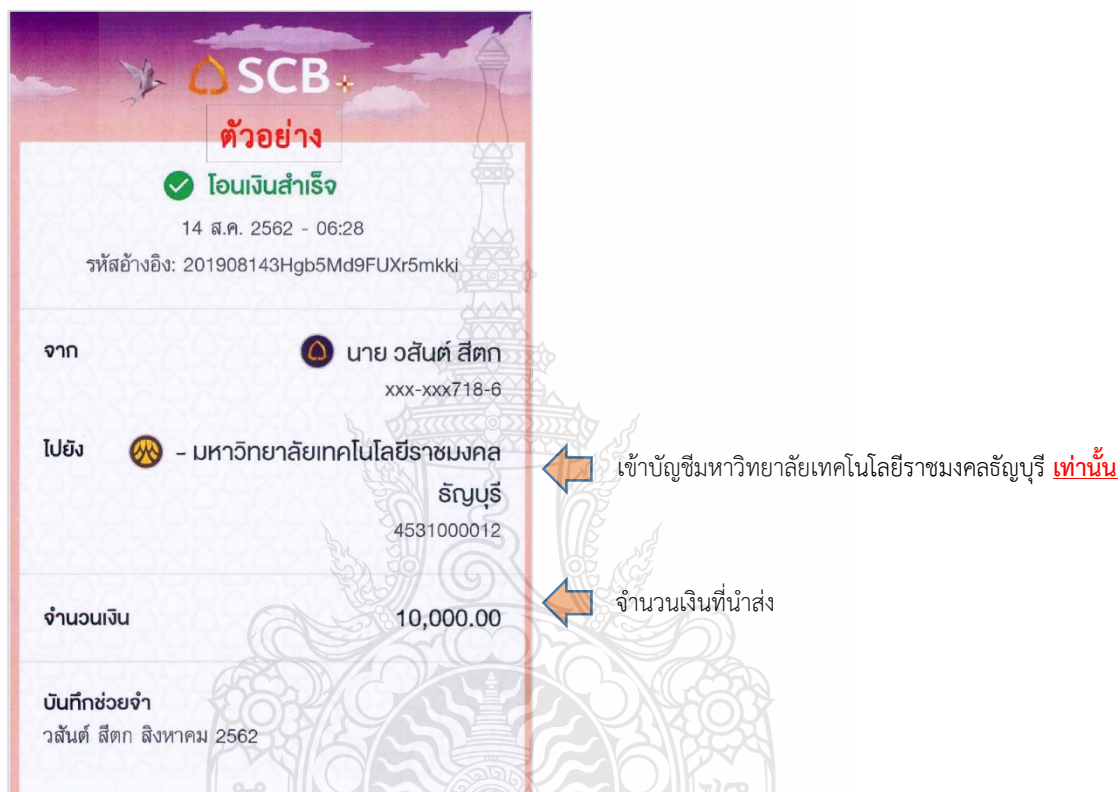 SCB
ตัวอย่าง
โอนเงินสำเร็จ
14 ส.ค. 2562 - 06:28
รหัสอ้างอิง: 201908143Hgb5Md9FUXr5mkki
จาก
นาย วสันต์ สีตก
xxx-xxx718-6
ไปยัง
- มหาวิทยาลัยเทคโนโลยีราชมงคล
ธัญบุรี
4531000012
เข้าบัญชีมหาวิทยาลัยเทคโนโลยีราชมงคลธัญบุรี เท่านั้น
จำนวนเงิน
10,000.00
จำนวนเงินที่นำส่ง
บันทึกช่วยจำ
วสันต์ สีตก สิงหาคม 2562